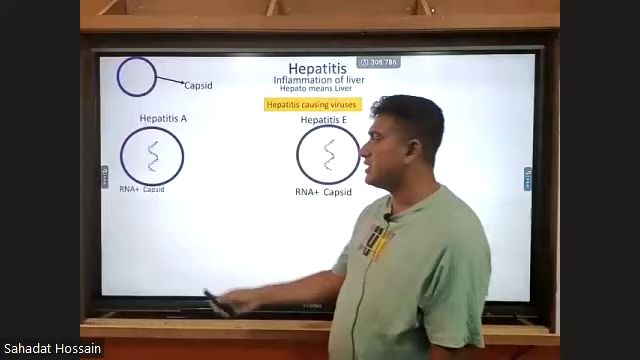 308 786
Hepatitis
Inflammation of liver
Hepato means Liver
Capsid
Hepatitis causing viruses
Hepatitis A
Hepatitis E
RNA+ Capsid
RNA+ Capsid
Sahadat Hossain